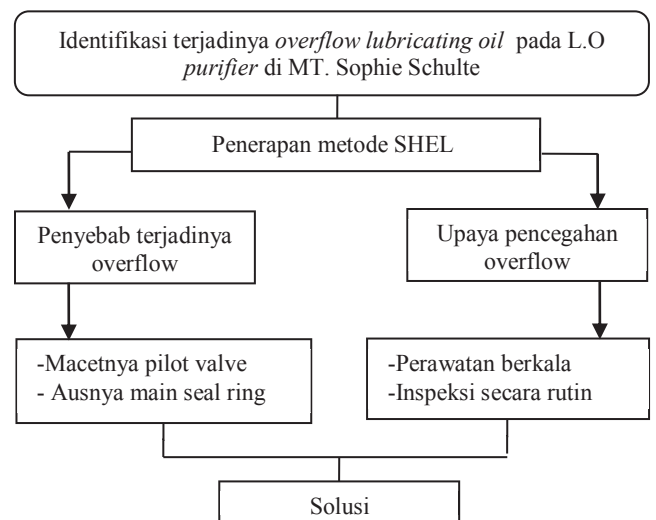 Identifikasi terjadinya overflow lubricating oil pada L.O
purifier di MT. Sophie Schulte
Penerapan metode SHEL
Penyebab terjadinya
overflow
Upaya pencegahan
overflow
-Macetnya pilot valve
- Ausnya main seal ring
-Perawatan berkala
-Inspeksi secara rutin
Solusi